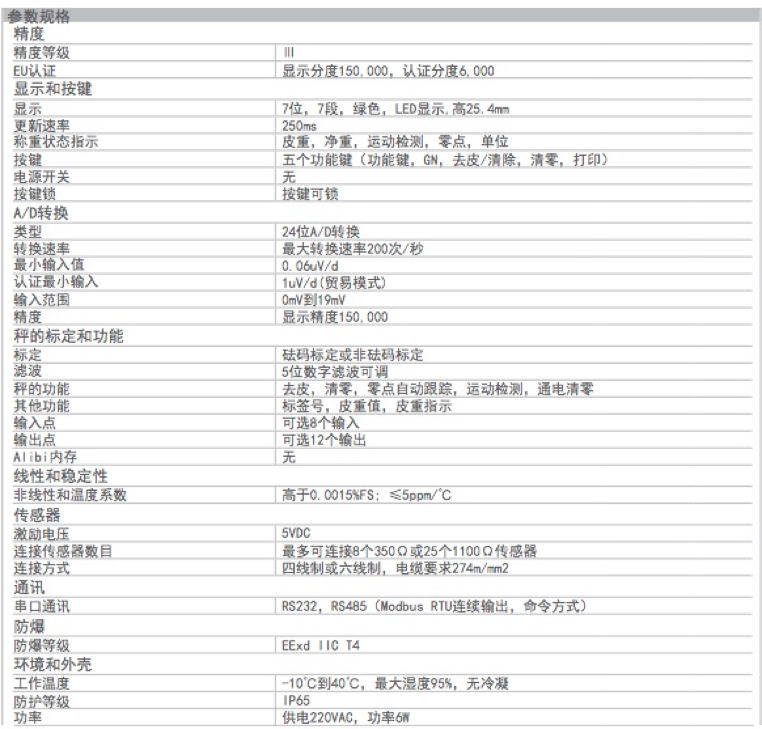 参数规格
精度
精度等级 III
EU认证 显示分度150,000，认证分度6,000
显示和按键
显示 7位，7段，绿色，LED显示,高25.4mm
更新速率 250ms
称重状态指示 皮重，净重，运动检测，零点，单位
按键 五个功能键（功能键，GN，去皮/清除，清零，打印）
电源开关 无
按键锁 按键可锁
A/D转换
类型 24位A/D转换
转换速率 最大转换速率200次/秒
最小输入值 0.06uV/d
认证最小输入 1uV/d(贸易模式)
输入范围 0mV到19mV
精度 显示精度150,000
秤的标定和功能
标定 砝码标定或非砝码标定
滤波 5位数字滤波可调
秤的功能 去皮，清零，零点自动跟踪，运动检测，通电清零
其他功能 标签号，皮重值，皮重指示
输入点 可选8个输入
输出点 可选12个输出
Alibi内存 无
线性和稳定性
非线性和温度系数 高于0.0015%FS；≤5ppm/℃
传感器
激励电压 5VDC
连接传感器数目 最多可连接8个350Ω或25个1100Ω传感器
连接方式 四线制或六线制，电缆要求274m/mm2
通讯
串口通讯 RS232，RS485（Modbus RTU连续输出，命令方式）
防爆
防爆等级 EExd IIC T4
环境和外壳
工作温度 -10℃到40℃，最大湿度95%，无冷凝
防护等级 IP65
功率 供电220VAC，功率6W